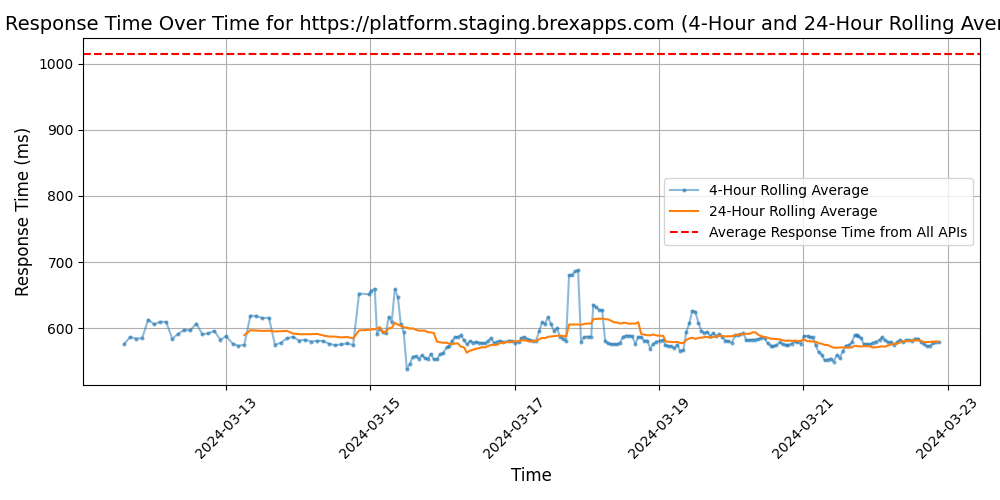 Response Time Over Time for https://platform.staging.brexapps.com (4-Hour and 24-Hour Rolling Aver
Response Time (ms)
1000
900
800
700
600
4-Hour Rolling Average
24-Hour Rolling Average
Average Response Time from All APIs
2024-03-13
2024-03-15
2024-03-17
2024-03-19
2024-03-21
2024-03-23
Time